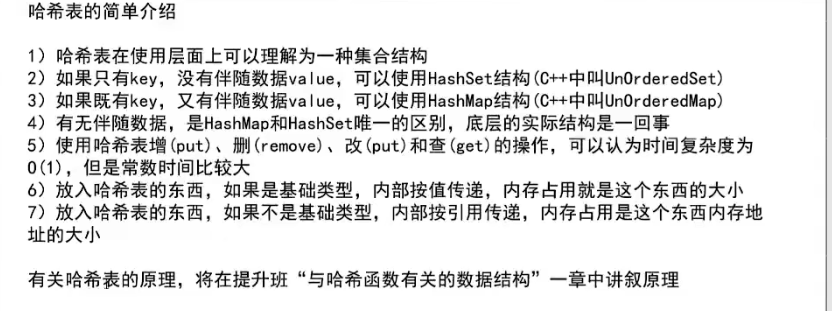 哈希表的简单介绍
1）哈希表在使用层面上可以理解为一种集合结构
2）如果只有key，没有伴随数据value，可以使用HashSet结构(C++中叫UnOrderedSet)
3）如果既有key，又有伴随数据value，可以使用HashMap结构(C++中叫UnOrderedMap)
4）有无伴随数据，是HashMap和HashSet唯一的区别，底层的实际结构是一回事
5）使用哈希表增(put)、删(remove)、改(put)和查(get)的操作，可以认为时间复杂度为
O(1)，但是常数时间比较大
6）放入哈希表的东西，如果是基础类型，内部按值传递，内存占用就是这个东西的大小
7）放入哈希表的东西，如果不是基础类型，内部按引用传递，内存占用是这个东西内存地
址的大小
有关哈希表的原理，将在提升班“与哈希函数有关的数据结构”一章中讲叙原理